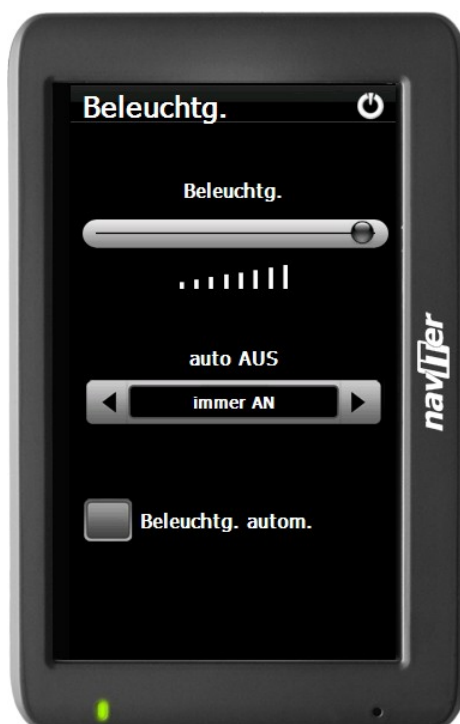 Beleuchtg.
Beleuchtg.
auto AUS
immer AN
Beleuchtg. autom.
naviter